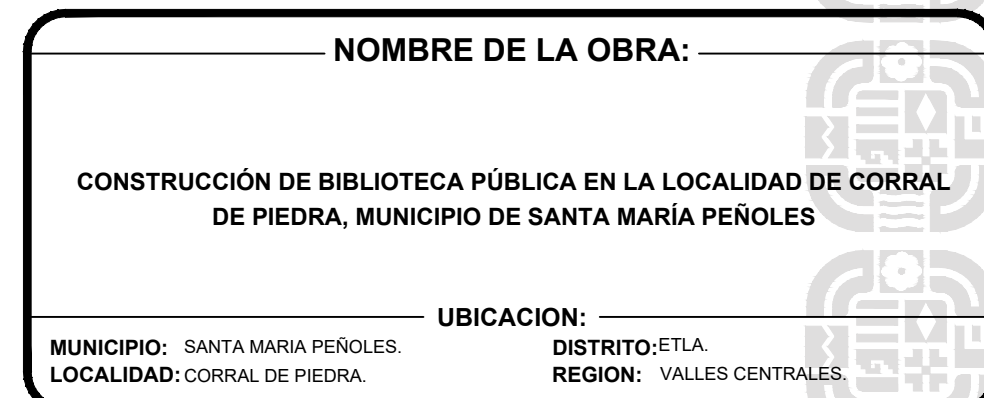 NOMBRE DE LA OBRA:
CONSTRUCCIÓN DE BIBLIOTECA PÚBLICA EN LA LOCALIDAD DE CORRAL
DE PIEDRA, MUNICIPIO DE SANTA MARÍA PEÑOLES
UBICACION:
MUNICIPIO: SANTA MARIA PEÑOLES. DISTRITO: ETLA.
LOCALIDAD: CORRAL DE PIEDRA. REGION: VALLES CENTRALES.